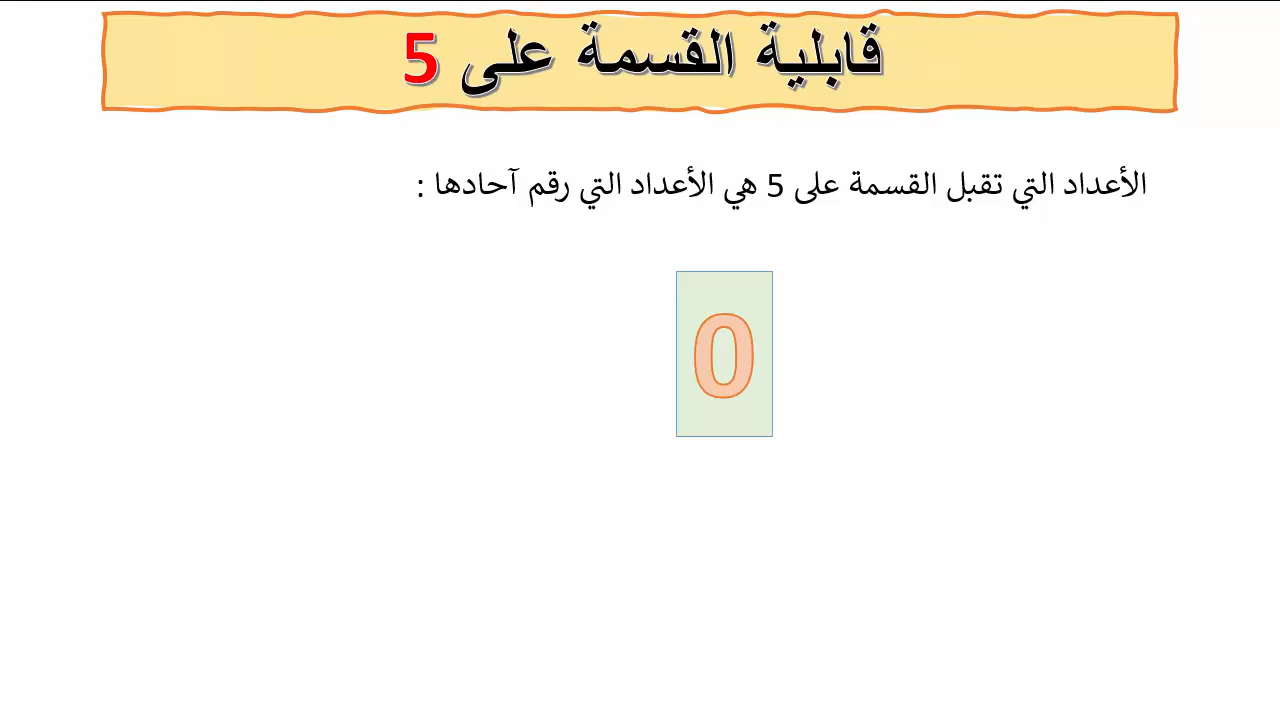 قابلية القسمة على 5
الأعداد التي تقبل القسمة على 5 هي الأعداد التي رقم آحادها :
0